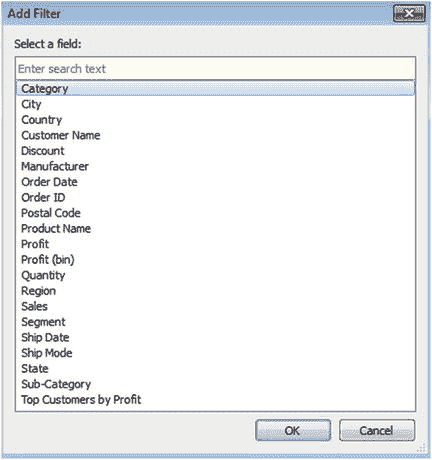 Add Filter
Select a field:
Enter search text
Category
City
Country
Customer Name
Discount
Manufacturer
Order Date
Order ID
Postal Code
Product Name
Profit
Profit (bin)
Quantity
Region
Sales
Segment
Ship Date
Ship Mode
State
Sub-Category
Top Customers by Profit
OK Cancel